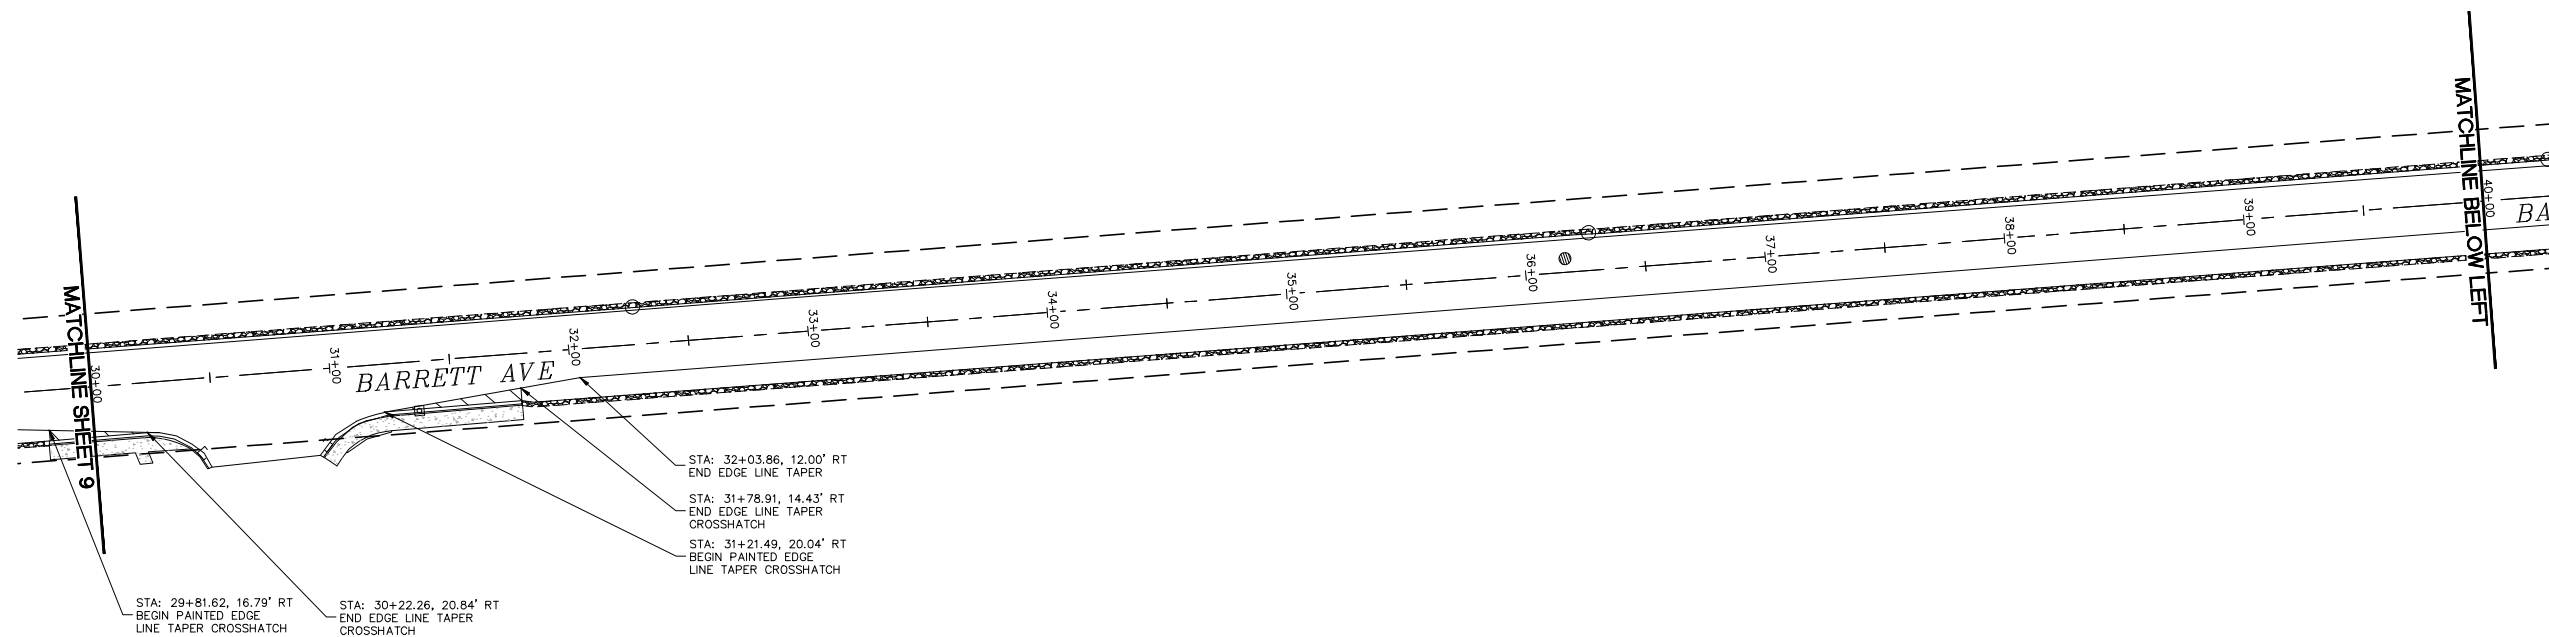 MATCHLINE SHEET 9
30+00
31+00
BARRETT AVE
32+00
33+00
34+00
35+00
36+00
37+00
38+00
39+00
MATCHLINE BELOW LEFT
40+00
BA
STA: 32+03.86, 12.00' RT
END EDGE LINE TAPER
STA: 31+78.91, 14.43' RT
END EDGE LINE TAPER
CROSSHATCH
STA: 31+21.49, 20.04' RT
BEGIN PAINTED EDGE
LINE TAPER CROSSHATCH
STA: 29+81.62, 16.79' RT
BEGIN PAINTED EDGE
LINE TAPER CROSSHATCH
STA: 30+22.26, 20.84' RT
END EDGE LINE TAPER
CROSSHATCH